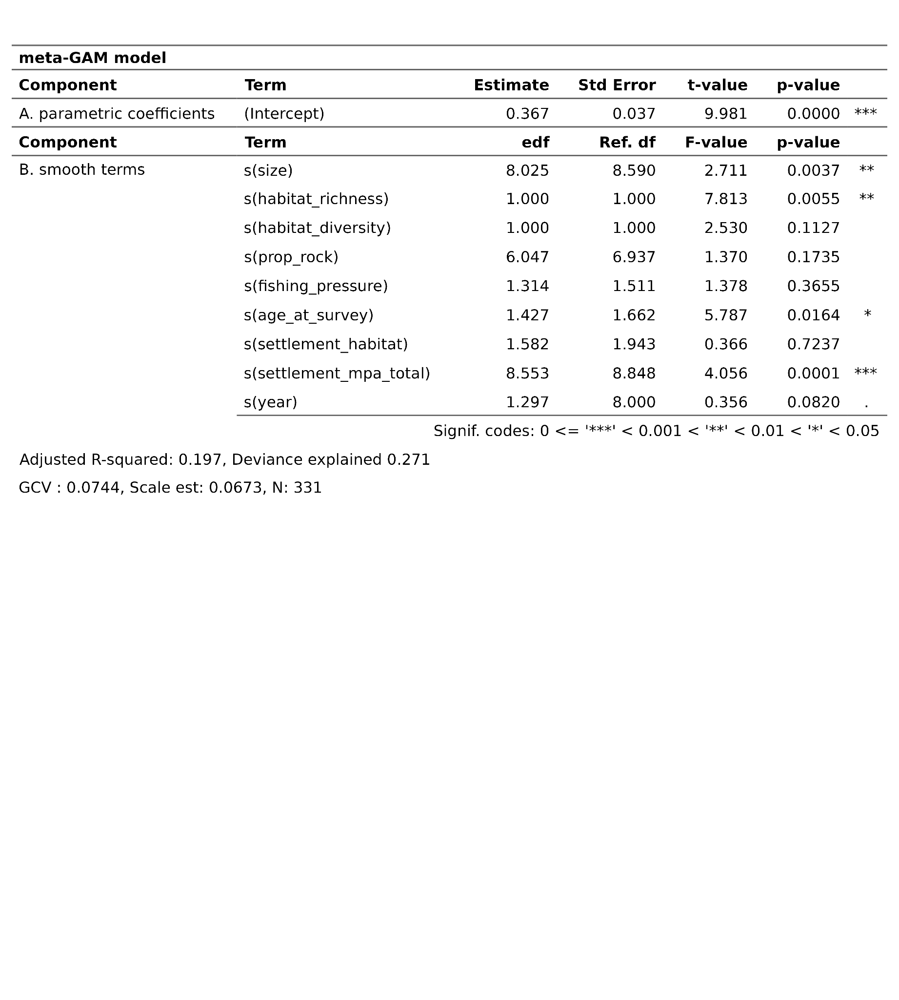 meta-GAM model
Component Term Estimate Std Error t-value p-value
A. parametric coefficients (Intercept) 0.367 0.037 9.981 0.0000 ***
Component Term edf Ref. df F-value p-value
B. smooth terms s(size) 8.025 8.590 2.711 0.0037 **
s(habitat_richness) 1.000 1.000 7.813 0.0055 **
s(habitat_diversity) 1.000 1.000 2.530 0.1127
s(prop_rock) 6.047 6.937 1.370 0.1735
s(fishing_pressure) 1.314 1.511 1.378 0.3655
s(age_at_survey) 1.427 1.662 5.787 0.0164 *
s(settlement_habitat) 1.582 1.943 0.366 0.7237
s(settlement_mpa_total) 8.553 8.848 4.056 0.0001 ***
s(year) 1.297 8.000 0.356 0.0820 .
Signif. codes: 0 <= '***' < 0.001 < '**' < 0.01 < '*' < 0.05
Adjusted R-squared: 0.197, Deviance explained 0.271
GCV : 0.0744, Scale est: 0.0673, N: 331